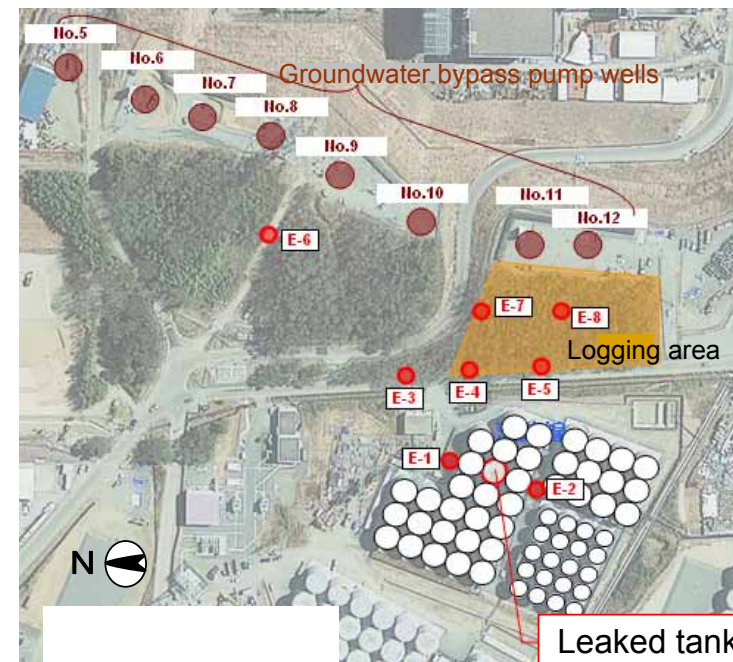 No.5
No.6
No.7
Groundwater bypass pump wells
No.8
No.9
No.10
No.11
No.12
E-6
E-7
E-8
Logging area
E-3
E-4
E-5
E-1
E-2
N
Leaked tank